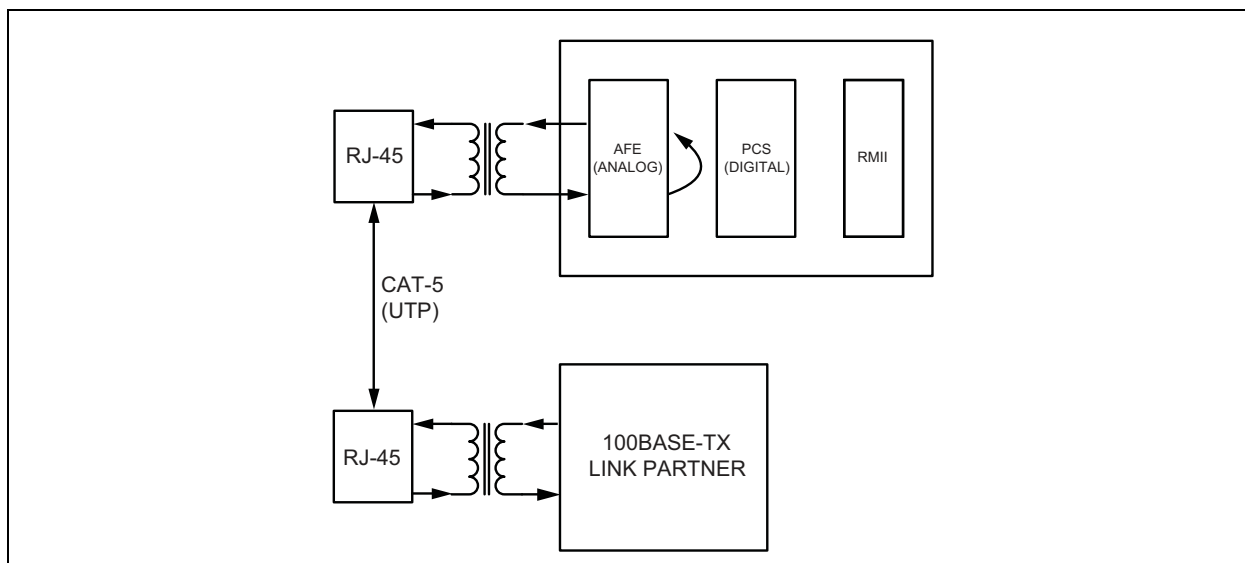 RJ-45
AFE
(ANALOG)
PCS
(DIGITAL)
RMII
CAT-5
(UTP)
RJ-45
100BASE-TX
LINK PARTNER